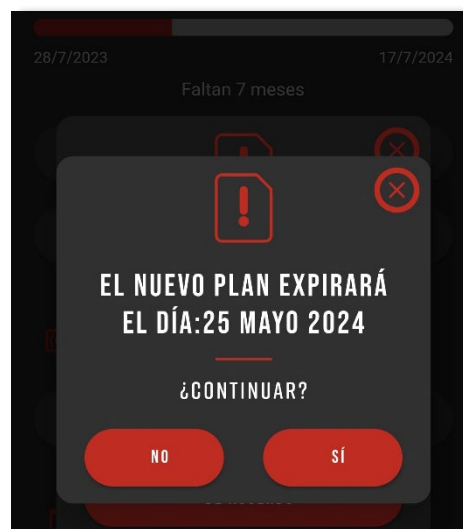 28/7/2023
17/7/2024
Faltan 7 meses
EL NUEVO PLAN EXPIRARÁ
EL DÍA:25 MAYO 2024
¿CONTINUAR?
NO
SÍ